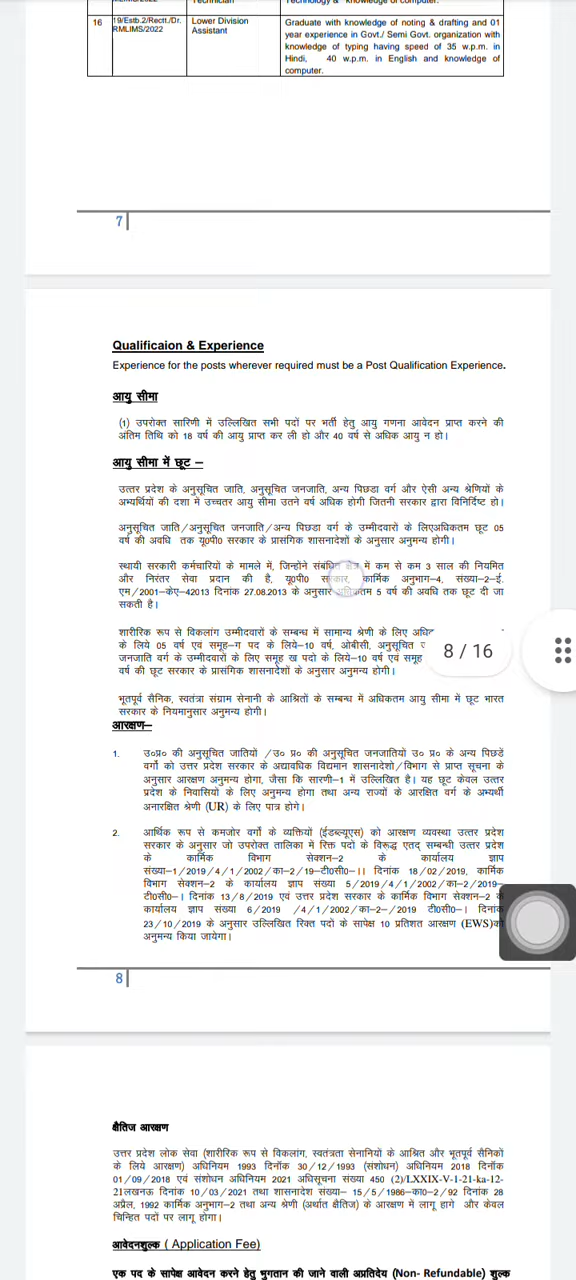 16 19/Estb.2/Rectt./Dr. Lower Division Graduate with knowledge of noting & drafting and 01
RMLIMS/2022 Assistant year experience in Govt./ Semi Govt. organization with
knowledge of typing having speed of 35 w.p.m. in
Hindi, 40 w.p.m. in English and knowledge of
computer.
7
Qualificaion & Experience
Experience for the posts wherever required must be a Post Qualification Experience.
आयु सीमा
(1) उपरोक्त सारिणी में उल्लिखित सभी पदों पर भर्ती हेतु आयु गणना आवेदन प्राप्त करने की
अंतिम तिथि को 18 वर्ष की आयु प्राप्त कर ली हो और 40 वर्ष से अधिक आयु न हो।
आयु सीमा में छूट –
उत्तर प्रदेश के अनुसूचित जाति, अनुसूचित जनजाति, अन्य पिछडा वर्ग और ऐसी अन्य श्रेणियों के
अभ्यर्थियों की दशा में उच्चतर आयु सीमा उतने वर्ष अधिक होगी जितनी सरकार द्वारा विनिर्दिष्ट हो।
अनुसूचित जाति/अनुसूचित जनजाति/अन्य पिछडा वर्ग के उम्मीदवारों के लिएअधिकतम छूट 05
वर्ष की अवधि तक यू0पी0 सरकार के प्रासंगिक शासनादेशों के अनुसार अनुमन्य होगी।
स्थायी सरकारी कर्मचारियों के मामले में, जिन्होंने संबंधित क्षेत्र में कम से कम 3 साल की नियमित
और निरंतर सेवा प्रदान की है, यू0पी0 सरकार, कार्मिक अनुभाग-4, संख्या-2-ई.
एम/2001-के0-42013 दिनांक 27.08.2013 के अनुसार अधिकतम 5 वर्ष की अवधि तक छूट दी जा
सकती है।
शारीरिक रूप से विकलांग उम्मीदवारों के सम्बन्ध में सामान्य श्रेणी के लिए
के लिये 05 वर्ष एवं समूह-ग पद के लिये-10 वर्ष, ओबीसी, अनुसूचित
जनजाति वर्ग के उम्मीदवारों के लिए समूह ख पदो के लिये-10 वर्ष एवं समूह
वर्ष की छूट सरकार के प्रासंगिक शासनादेशों के अनुसार अनुमन्य होगी।
8 / 16
भूतपूर्व सैनिक, स्वतंत्रा संग्राम सेनानी के आश्रितों के सम्बन्ध में अधिकतम आयु सीमा में छूट भारत
सरकार के नियमानुसार अनुमन्य होगी।
आरक्षण–
1. उ०प्र० की अनुसूचित जातियों /उ० प्र० की अनुसूचित जनजातियों उ० प्र० के अन्य पिछडें
वर्गो को उत्तर प्रदेश सरकार के अद्यावधिक विद्यमान शासनादेशो/विभाग से प्राप्त सूचना के
अनुसार आरक्षण अनुमन्य होगा, जैसा कि सारणी-1 में उल्लिखित है। यह छूट केवल उत्तर
प्रदेश के निवासियों के लिए अनुमन्य होगा तथा अन्य राज्यों के आरक्षित वर्ग के अभ्यर्थी
अनारक्षित श्रेणी (UR) के लिए पात्र होगे।
2. आर्थिक रूप से कमजोर वर्गो के व्यक्तियों (ईडब्ल्यूएस) को आरक्षण व्यवस्था उत्तर प्रदेश
सरकार के अनुसार जो उपरोक्त तालिका में रिक्त पदों के विरूद्ध एतद् सम्बन्धी उत्तर प्रदेश
के कार्मिक विभाग सेक्शन-2 के कार्यालय ज्ञाप
संख्या-1/2019/4/1/2002/का-2/19-टी0सी0-।। दिनांक 18/02/2019, कार्मिक
विभाग सेक्शन-2 के कार्यालय ज्ञाप संख्या 5/2019/4/1/2002/का-2/2019-
टी0सी0-। दिनांक 13/8/2019 एवं उत्तर प्रदेश सरकार के कार्मिक विभाग सेक्शन-2 के
कार्यालय ज्ञाप संख्या 6/2019 /4/1/2002/का-2-/2019 टी0सी0-। दिनांक
23/10/2019 के अनुसार उल्लिखित रिक्त पदों के सापेक्ष 10 प्रतिशत आरक्षण (EWS)को
अनुमन्य किया जायेगा।
8
क्षैतिज आरक्षण
उत्तर प्रदेश लोक सेवा (शारीरिक रूप से विकलांग, स्वतंत्रता सेनानियों के आश्रित और भूतपूर्व सैनिकों
के लिये आरक्षण) अधिनियम 1993 दिनाँक 30/12/1993 (संशोधन) अधिनियम 2018 दिनाँक
01/09/2018 एवं संशोधन अधिनियम 2021 अधिसूचना संख्या 450 (2)/LXXIX-V-1-21-ka-12-
21लखनऊ दिनांक 10/03/2021 तथा शासनादेश संख्या- 15/5/1986-का0-2/92 दिनांक 28
अप्रैल, 1992 कार्मिक अनुभाग-2 तथा अन्य श्रेणी (अर्थात क्षैतिज) के आरक्षण में लागू हागे और केवल
चिन्हित पदों पर लागू होगा।
आवेदनशुल्क ( Application Fee)
एक पद के सापेक्ष आवेदन करने हेतु भुगतान की जाने वाली अप्रतिदेय (Non- Refundable) शुल्क